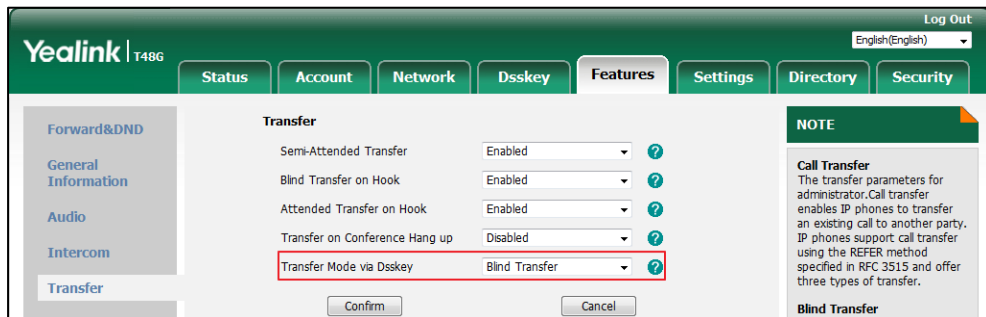 Log Out
Yealink T48G
English(English)
Status Account Network Dsskey Features Settings Directory Security
Forward&DND
General
Information
Audio
Intercom
Transfer
Transfer
Semi-Attended Transfer Enabled
Blind Transfer on Hook Enabled
Attended Transfer on Hook Enabled
Transfer on Conference Hang up Disabled
Transfer Mode via Dsskey Blind Transfer
Confirm Cancel
NOTE
Call Transfer
The transfer parameters for
administrator.Call transfer
enables IP phones to transfer
an existing call to another party.
IP phones support call transfer
using the REFER method
specified in RFC 3515 and offer
three types of transfer.
Blind Transfer